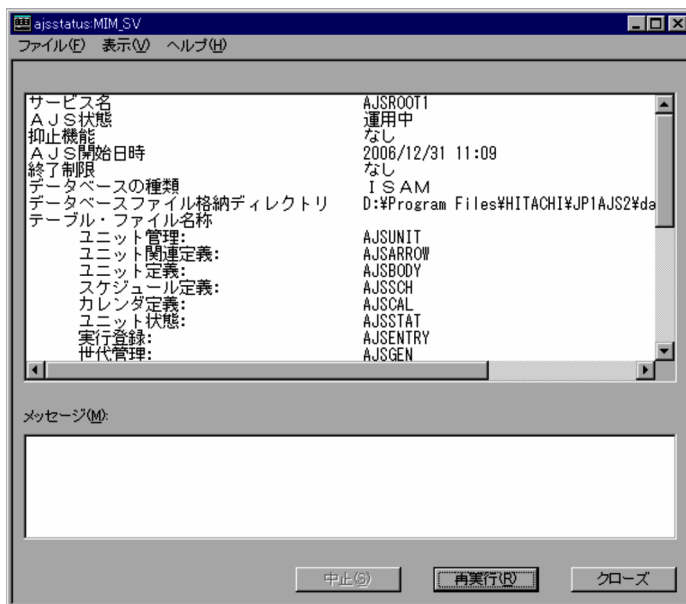 ajsstatus:MIM_SV
ファイル(F) 表示(V) ヘルプ(H)
サービス名 AJSROOT1
ＡＪＳ状態 運用中
抑止機能 なし
ＡＪＳ開始日時 2006/12/31 11:09
終了制限 なし
データベースの種類 ＩＳＡＭ
データベースファイル格納ディレクトリ D:¥Program Files¥HITACHI¥JP1AJS2¥da
テーブル・ファイル名称
ユニット管理: AJSUNIT
ユニット関連定義: AJSARROW
ユニット定義: AJSBODY
スケジュール定義: AJSSCH
カレンダ定義: AJSCAL
ユニット状態: AJSSTAT
実行登録: AJSENTRY
世代管理: AJSGEN
メッセージ(M):
中止(S) 再実行(R) クローズ